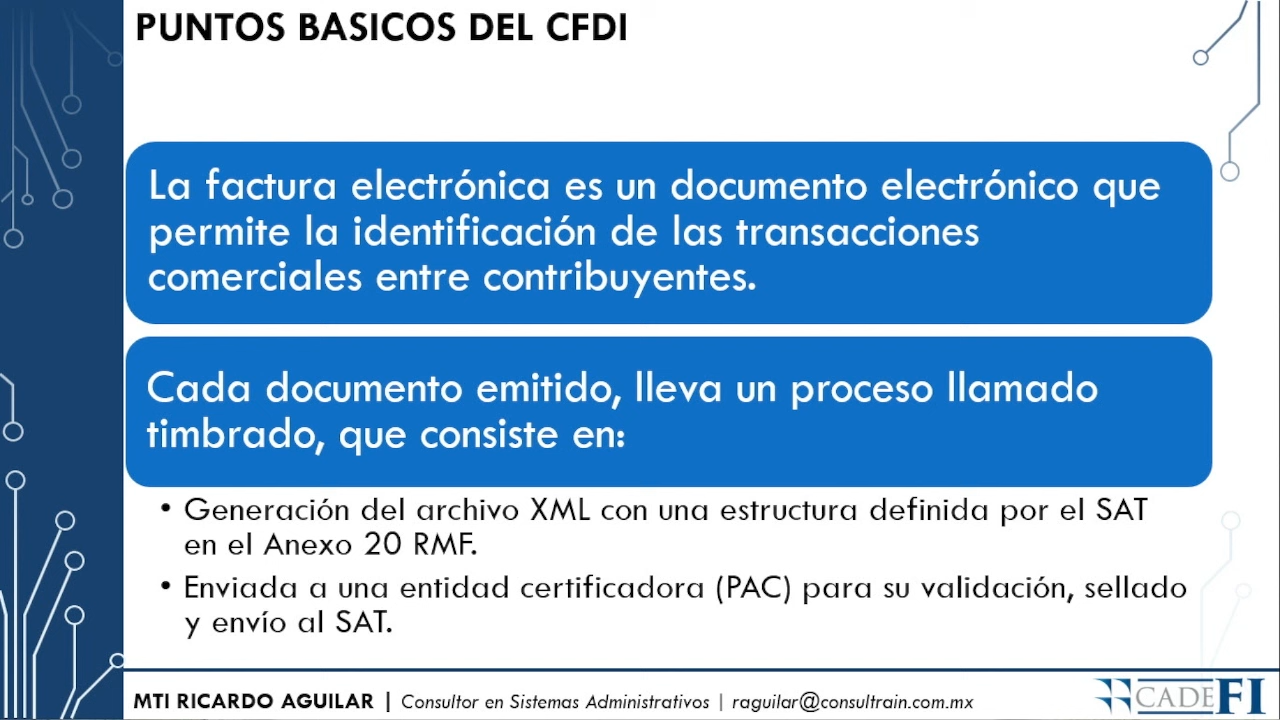 PUNTOS BASICOS DEL CFDI
La factura electrónica es un documento electrónico que
permite la identificación de las transacciones
comerciales entre contribuyentes.
Cada documento emitido, lleva un proceso llamado
timbrado, que consiste en:
• Generación del archivo XML con una estructura definida por el SAT
en el Anexo 20 RMF.
• Enviada a una entidad certificadora (PAC) para su validación, sellado
y envío al SAT.
MTI RICARDO AGUILAR | Consultor en Sistemas Administrativos | raguilar@consultrain.com.mx
CADEFI